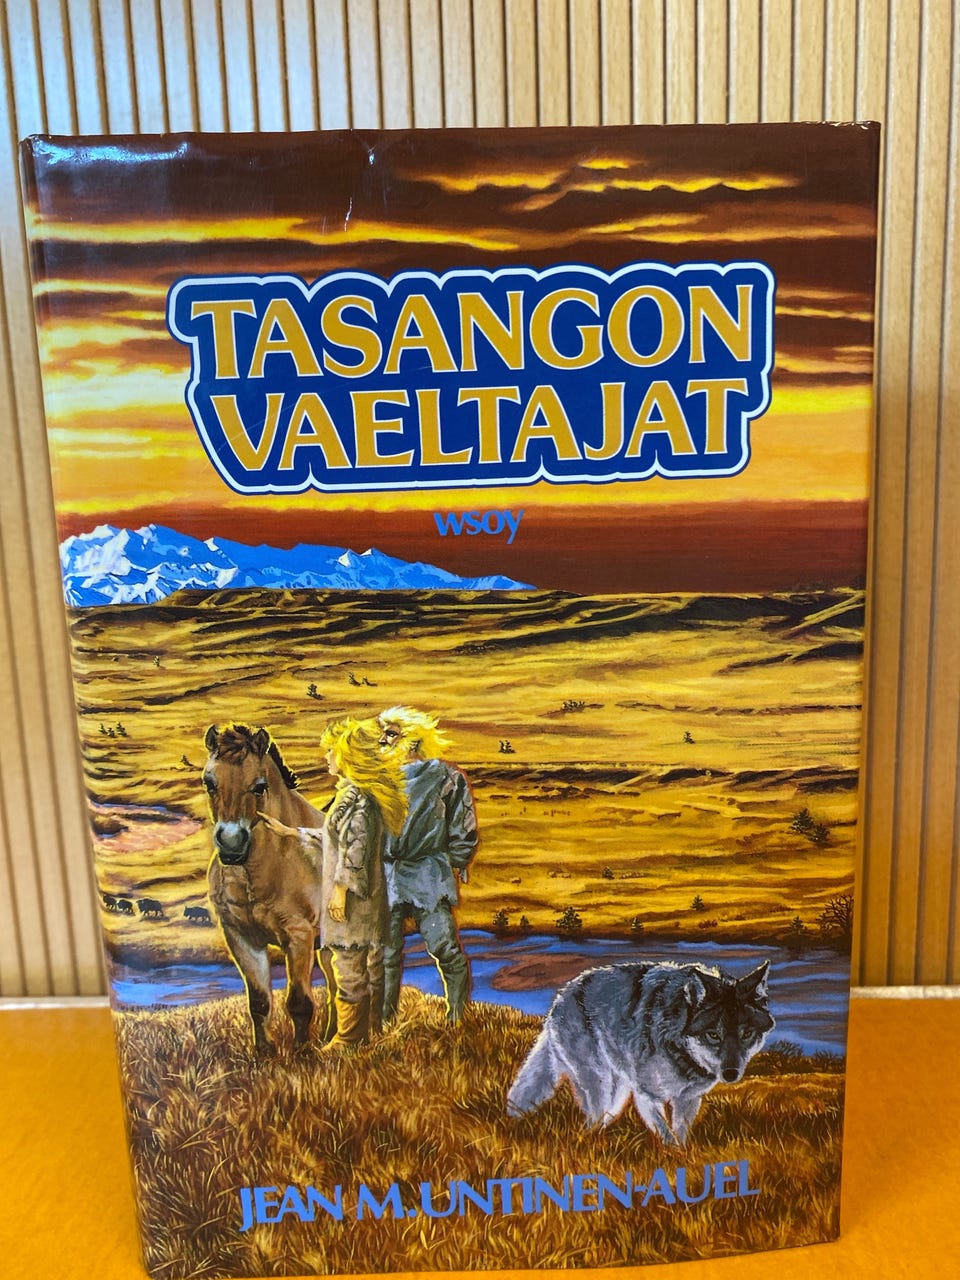 TASANGON
VAELTAJAT
wsoy
JEAN M. UNTINEN-AUEL